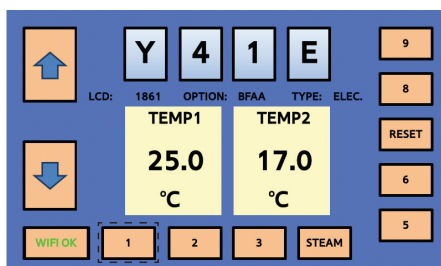 Y 4 1 E
9
LCD: 1861 OPTION: BFAA TYPE: ELEC.
8
TEMP1 TEMP2
RESET
25.0 17.0
°C °C
6
5
WIFI OK 1 2 3 STEAM